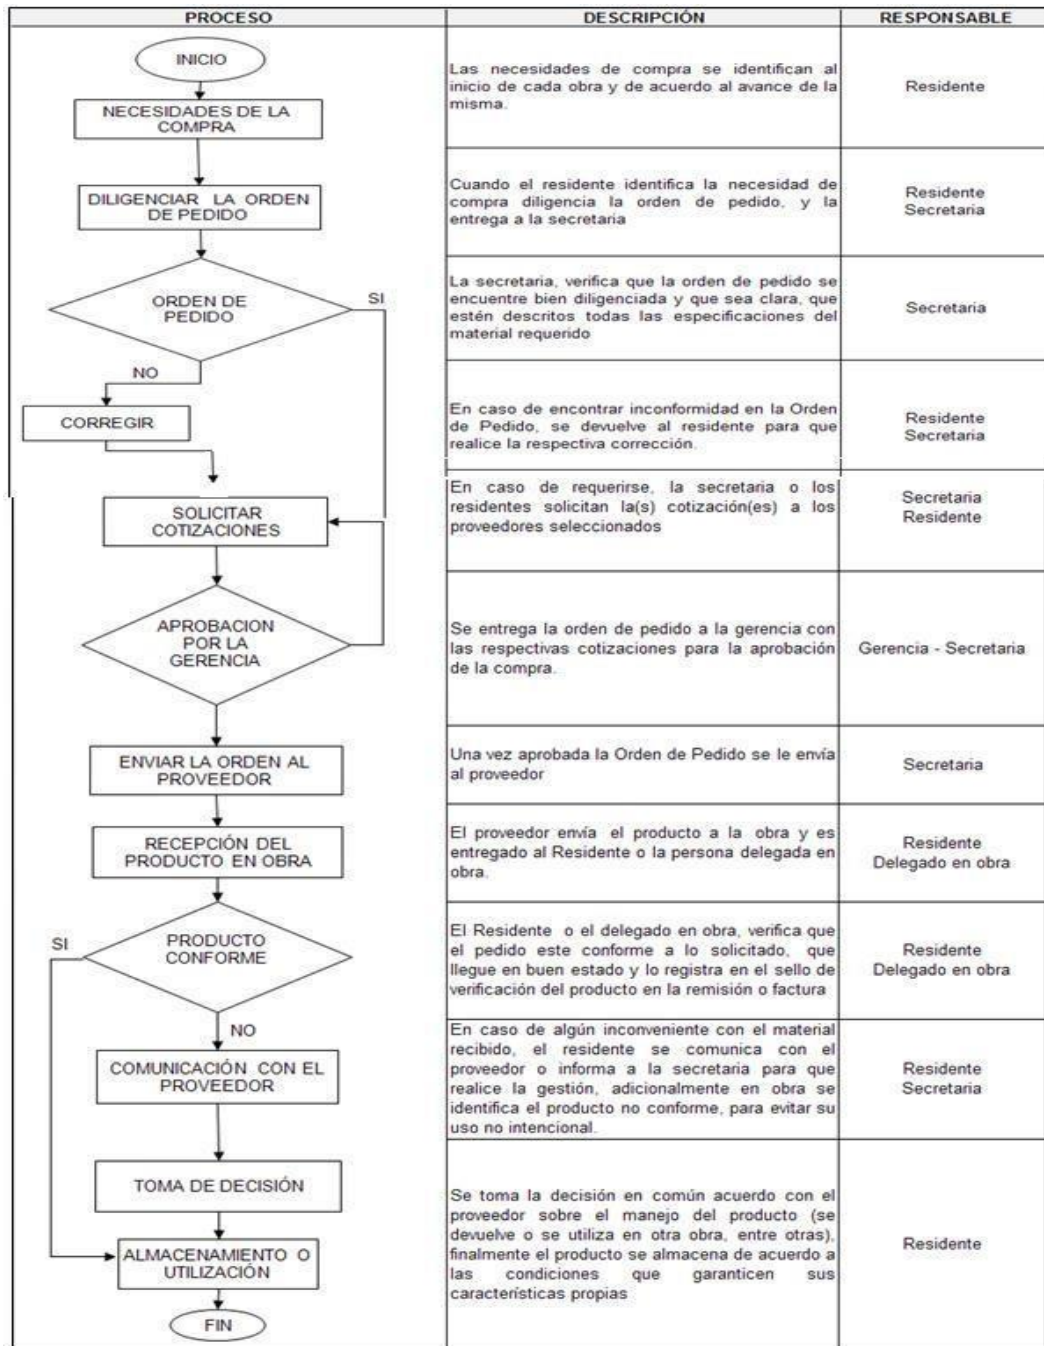 PROCESO
DESCRIPCIÓN
RESPONSABLE
INICIO
NECESIDADES DE LA
COMPRA
Las necesidades de compra se identifican al
inicio de cada obra y de acuerdo al avance de la
misma.
Residente
DILIGENCIAR LA ORDEN
DE PEDIDO
Cuando el residente identifica la necesidad de
compra diligencia la orden de pedido, y la
entrega a la secretaria
Residente
Secretaria
ORDEN DE
PEDIDO
SI
NO
La secretaria, verifica que la orden de pedido se
encuentre bien diligenciada y que sea clara, que
estén descritos todas las especificaciones del
material requerido
Secretaria
CORREGIR
En caso de encontrar inconformidad en la Orden
de Pedido, se devuelve al residente para que
realice la respectiva corrección.
Residente
Secretaria
SOLICITAR
COTIZACIONES
En caso de requerirse, la secretaria o los
residentes solicitan la(s) cotización(es) a los
proveedores seleccionados
Secretaria
Residente
APROBACION
POR LA
GERENCIA
Se entrega la orden de pedido a la gerencia con
las respectivas cotizaciones para la aprobación
de la compra.
Gerencia - Secretaria
ENVIAR LA ORDEN AL
PROVEEDOR
Una vez aprobada la Orden de Pedido se le envía
al proveedor
Secretaria
RECEPCIÓN DEL
PRODUCTO EN OBRA
El proveedor envía el producto a la obra y es
entregado al Residente o la persona delegada en
obra.
Residente
Delegado en obra
SI
PRODUCTO
CONFORME
NO
El Residente o el delegado en obra, verifica que
el pedido este conforme a lo solicitado, que
llegue en buen estado y lo registra en el sello de
verificación del producto en la remisión o factura
Residente
Delegado en obra
COMUNICACIÓN CON EL
PROVEEDOR
En caso de algún inconveniente con el material
recibido, el residente se comunica con el
proveedor o informa a la secretaria para que
realice la gestión, adicionalmente en obra se
identifica el producto no conforme, para evitar su
uso no intencional.
Residente
Secretaria
TOMA DE DECISIÓN
ALMACENAMIENTO O
UTILIZACIÓN
FIN
Se toma la decisión en común acuerdo con el
proveedor sobre el manejo del producto (se
devuelve o se utiliza en otra obra, entre otras),
finalmente el producto se almacena de acuerdo a
las condiciones que garanticen sus
características propias
Residente